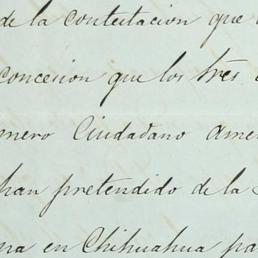 de la contestacion que
concesion que los tres
mero Ciudadano Ame
han pretendido de la
na en Chihuahua pa